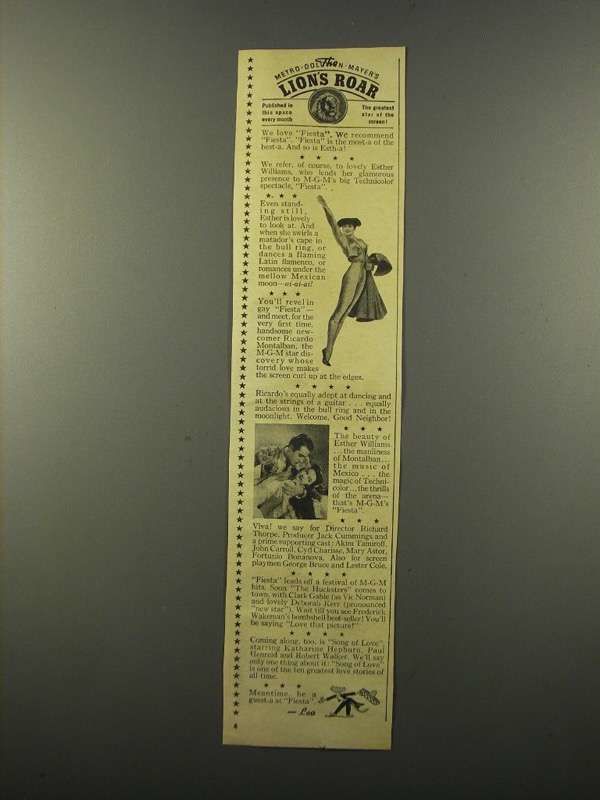 The
METRO-GOLDWYN-MAYER'S
LION'S ROAR
Published in
this space
every month
The greatest
star of the
screen!
We love "Fiesta". We recommend
"Fiesta". "Fiesta" is the most-a of the
best-a. And so is Esth-a!
We refer, of course, to lovely Esther
Williams, who lends her glamorous
presence to M-G-M's big Technicolor
spectacle, "Fiesta".
Even stand-
ing still,
Esther is lovely
to look at. And
when she swirls a
matador's cape in
the bull ring, or
dances a flaming
Latin flamenco, or
romances under the
mellow Mexican
moon—ai-ai-ai!
You'll revel in
gay "Fiesta"—
and meet, for the
very first time,
handsome new-
comer Ricardo
Montalban, the
M-G-M star dis-
covery whose
torrid love makes
the screen curl up at the edges.
Ricardo's equally adept at dancing and
at the strings of a guitar . . . equally
audacious in the bull ring and in the
moonlight. Welcome, Good Neighbor!
The beauty of
Esther Williams
. . . the manliness
of Montalban...
the music of
Mexico . . . the
magic of Techni-
color...the thrills
of the arena—
that's M-G-M's
"Fiesta".
Viva! we say for Director Richard
Thorpe, Producer Jack Cummings and
a prime supporting cast: Akim Tamiroff,
John Carroll, Cyd Charisse, Mary Astor,
Fortunio Bonanova. Also for screen
playmen George Bruce and Lester Cole.
"Fiesta" leads off a festival of M-G-M
hits. Soon "The Hucksters" comes to
town, with Clark Gable (as Vic Norman)
and lovely Deborah Kerr (pronounced
"new star"). Wait till you see Frederick
Wakeman's bombshell best-seller! You'll
be saying "Love that picture!"
Coming along, too, is "Song of Love",
starring Katharine Hepburn, Paul
Henreid and Robert Walker. We'll say
only one thing about it: "Song of Love"
is one of the ten greatest love stories of
all-time.
Meantime, be a
guest-a at "Fiesta".
—Leo
4